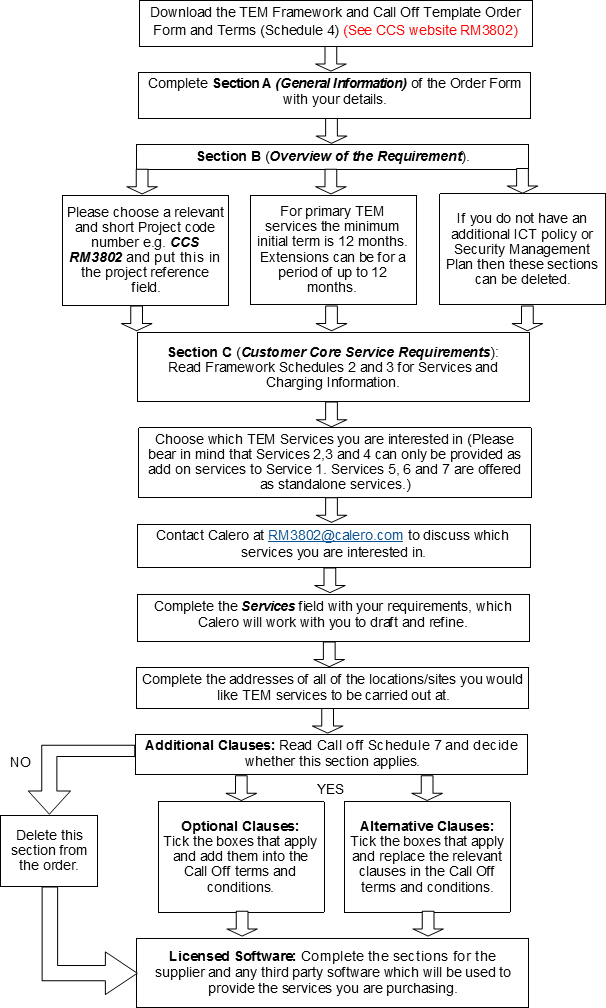 Download the TEM Framework and Call Off Template Order
Form and Terms (Schedule 4) (See CCS website RM3802)
Complete Section A (General Information) of the Order Form
with your details.
Section B (Overview of the Requirement).
Please choose a relevant
and short Project code
number e.g. CCS
RM3802 and put this in
the project reference
field.
For primary TEM
services the minimum
initial term is 12 months.
Extensions can be for a
period of up to 12
months.
If you do not have an
additional ICT policy or
Security Management
Plan then these sections
can be deleted.
Section C (Customer Core Service Requirements):
Read Framework Schedules 2 and 3 for Services and
Charging Information.
Choose which TEM Services you are interested in (Please
bear in mind that Services 2,3 and 4 can only be provided as
add on services to Service 1. Services 5, 6 and 7 are offered
as standalone services.)
Contact Calero at RM3802@calero.com to discuss which
services you are interested in.
Complete the Services field with your requirements, which
Calero will work with you to draft and refine.
Complete the addresses of all of the locations/sites you would
like TEM services to be carried out at.
Additional Clauses: Read Call off Schedule 7 and decide
whether this section applies.
NO
YES
Delete this
section from
the order.
Optional Clauses:
Tick the boxes that apply
and add them into the
Call Off terms and
conditions.
Alternative Clauses:
Tick the boxes that apply
and replace the relevant
clauses in the Call Off
terms and conditions.
Licensed Software: Complete the sections for the
supplier and any third party software which will be used to
provide the services you are purchasing.